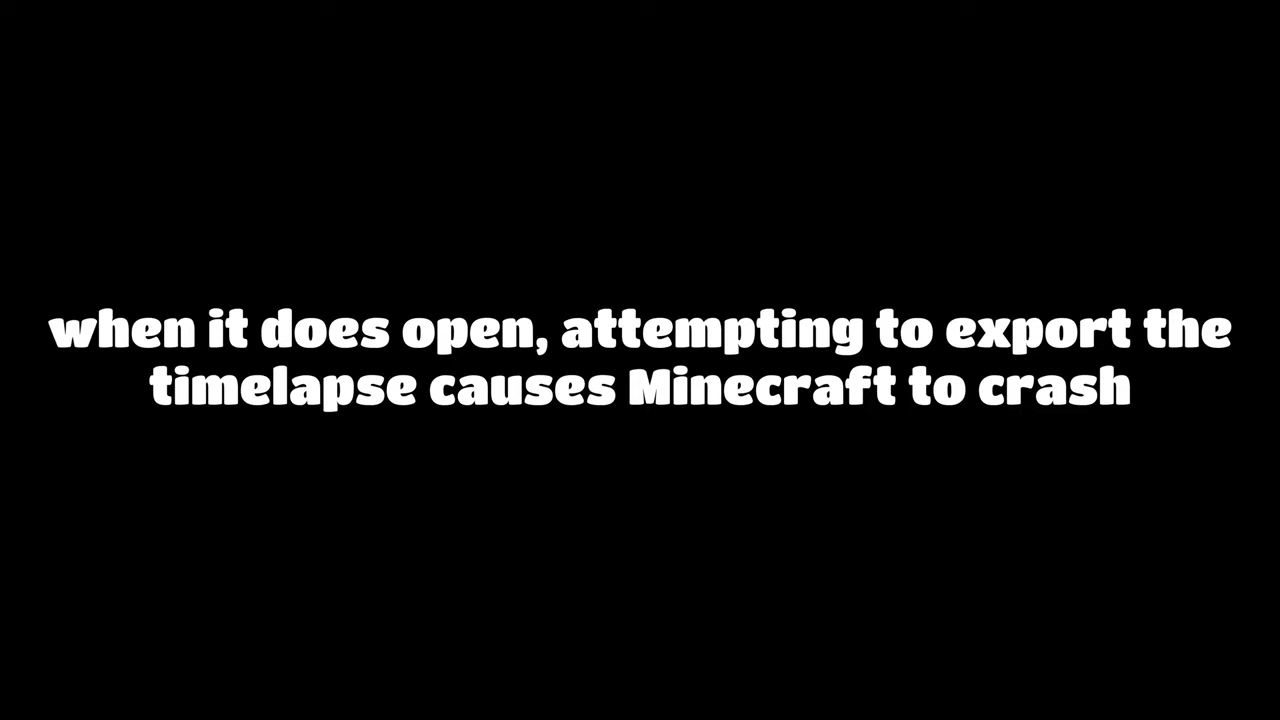 when it does open, attempting to export the
timelapse causes Minecraft to crash